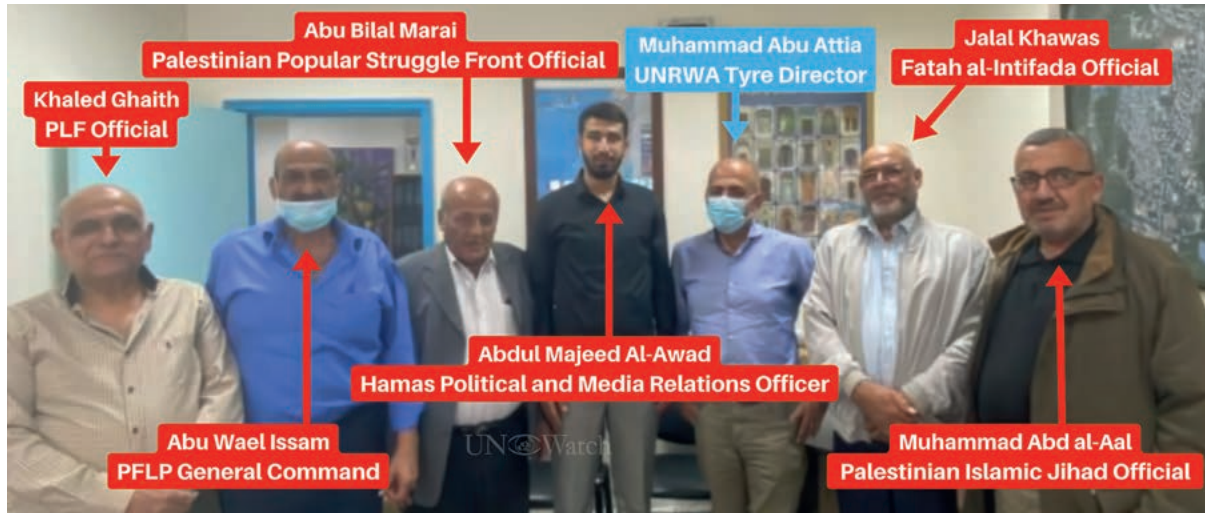 Abu Bilal Marai
Palestinian Popular Struggle Front Official
Muhammad Abu Attia
UNRWA Tyre Director
Jalal Khawas
Fatah al-Intifada Official
Khaled Ghaith
PLF Official
Abdul Majeed Al-Awad
Hamas Political and Media Relations Officer
Abu Wael Issam
PFLP General Command
UN Watch
Muhammad Abd al-Aal
Palestinian Islamic Jihad Official